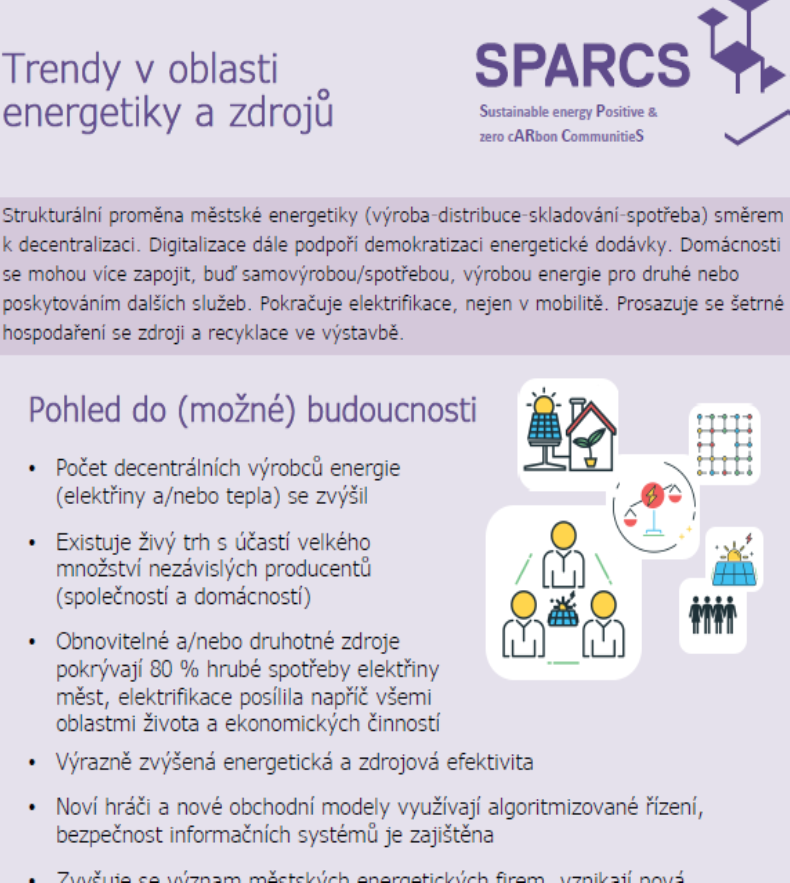 Trendy v oblasti
energetiky a zdrojů
SPARCS
Sustainable energy Positive &
zero cARbon CommunitieS
Strukturální proměna městské energetiky (výroba-distribuce-skladování-spotřeba) směrem
k decentralizaci. Digitalizace dále podpoří demokratizaci energetické dodávky. Domácnosti
se mohou více zapojit, buď samovýrobou/spotřebou, výrobou energie pro druhé nebo
poskytováním dalších služeb. Pokračuje elektrifikace, nejen v mobilitě. Prosazuje se šetrné
hospodaření se zdroji a recyklace ve výstavbě.
Pohled do (možné) budoucnosti
• Počet decentrálních výrobců energie
(elektřiny a/nebo tepla) se zvýšil
• Existuje živý trh s účastí velkého
množství nezávislých producentů
(společností a domácností)
• Obnovitelné a/nebo druhotné zdroje
pokrývají 80 % hrubé spotřeby elektřiny
měst, elektrifikace posílila napříč všemi
oblastmi života a ekonomických činností
• Výrazně zvýšená energetická a zdrojová efektivita
• Noví hráči a nové obchodní modely využívají algoritmizované řízení,
bezpečnost informačních systémů je zajištěna
• Zvyšuje se význam městských energetických firem, vznikají nová